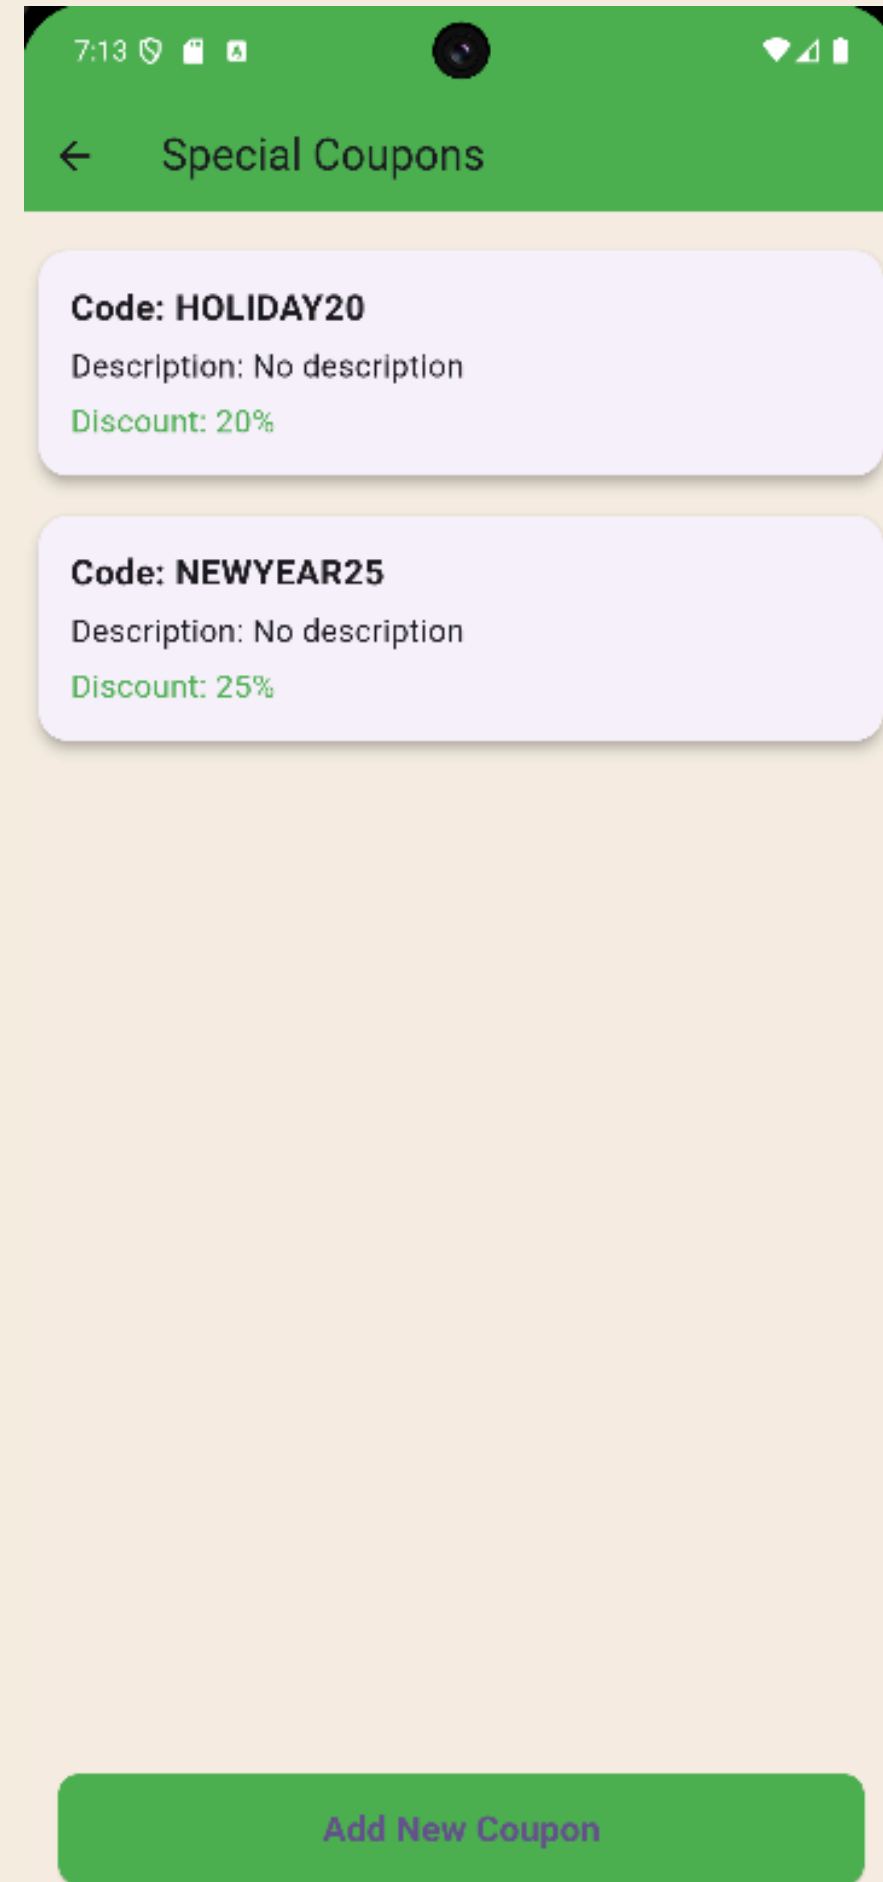 7:13
Special Coupons
Code: HOLIDAY20
Description: No description
Discount: 20%
Code: NEWYEAR25
Description: No description
Discount: 25%
Add New Coupon